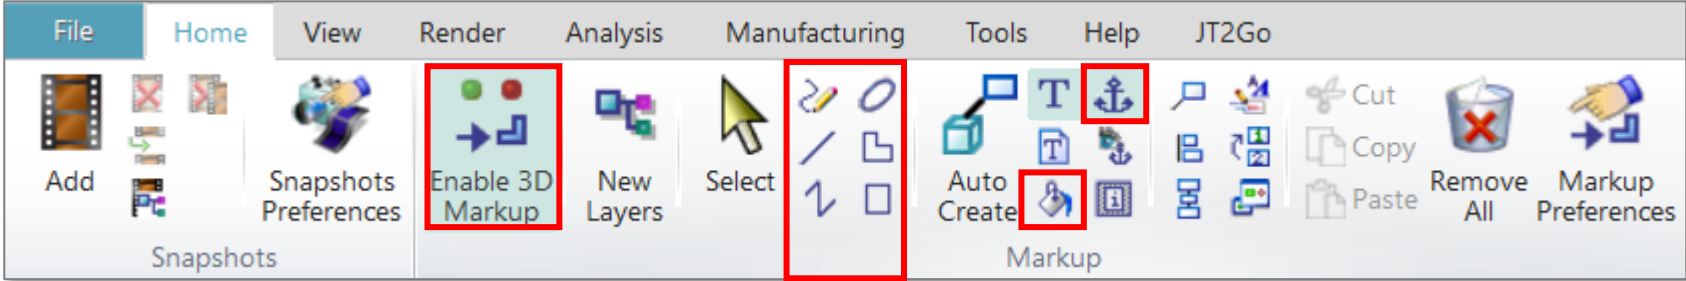 File Home View Render Analysis Manufacturing Tools Help JT2Go
Add
Snapshots
Preferences
Enable 3D
Markup
New
Layers
Select
Auto
Create
T
T
i
Cut
Copy
Paste
Remove
All
Markup
Preferences
Snapshots
Markup